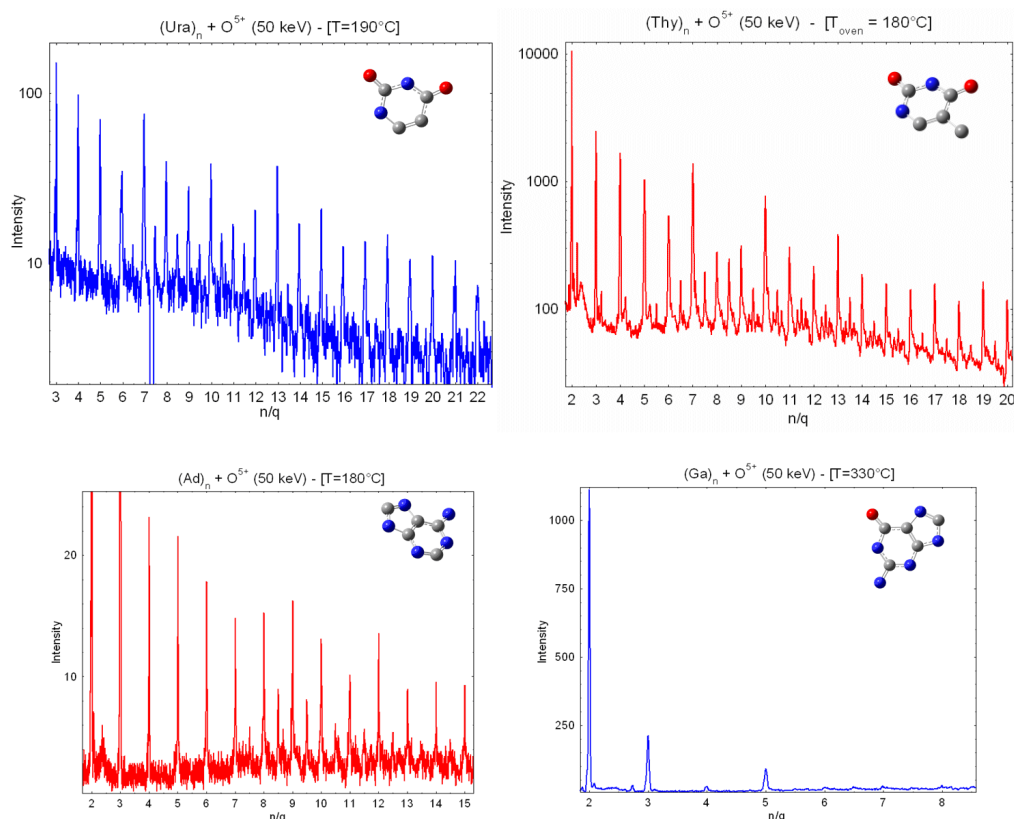 (Ura)n + O5+ (50 keV) - [T=190°C]
Intensity
100
10
3 4 5 6 7 8 9 10 11 12 13 14 15 16 17 18 19 20 21 22
n/q
(Thy)n + O5+ (50 keV) - [Toven = 180°C]
Intensity
10000
1000
100
2 3 4 5 6 7 8 9 10 11 12 13 14 15 16 17 18 19 20
n/q
(Ad)n + O5+ (50 keV) - [T=180°C]
Intensity
20
10
2 3 4 5 6 7 8 9 10 11 12 13 14 15
n/q
(Ga)n + O5+ (50 keV) - [T=330°C]
Intensity
1000
750
500
250
2 3 4 5 6 7 8
n/q